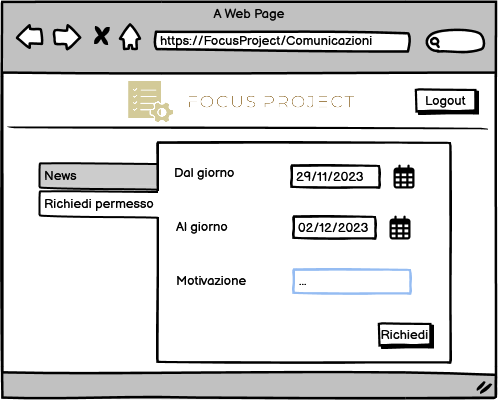 A Web Page
https://FocusProject/Comunicazioni
FOCUS PROJECT
Logout
News
Richiedi permesso
Dal giorno
29/11/2023
Al giorno
02/12/2023
Motivazione
...
Richiedi